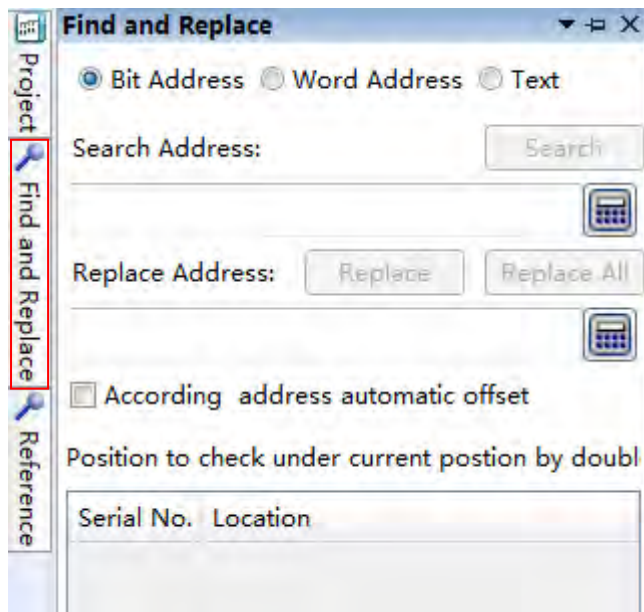 Project
Find and Replace
Reference
Find and Replace
Bit Address Word Address Text
Search Address: Search
Replace Address: Replace Replace All
According address automatic offset
Position to check under current postion by doubl
Serial No. Location